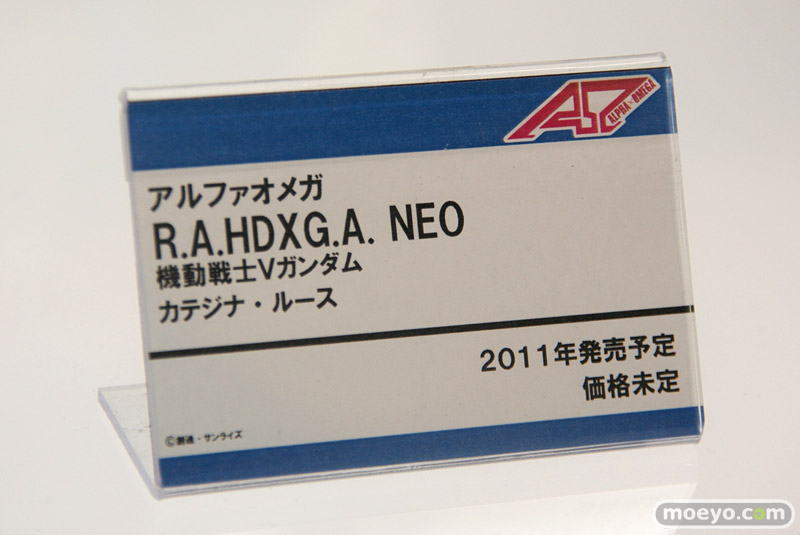 ALPHA×OMEGA
アルファオメガ
R.A.HDXG.A. NEO
機動戦士Vガンダム
カテジナ・ルース
2011年発売予定
価格未定
©創通・サンライズ
moeyo.com